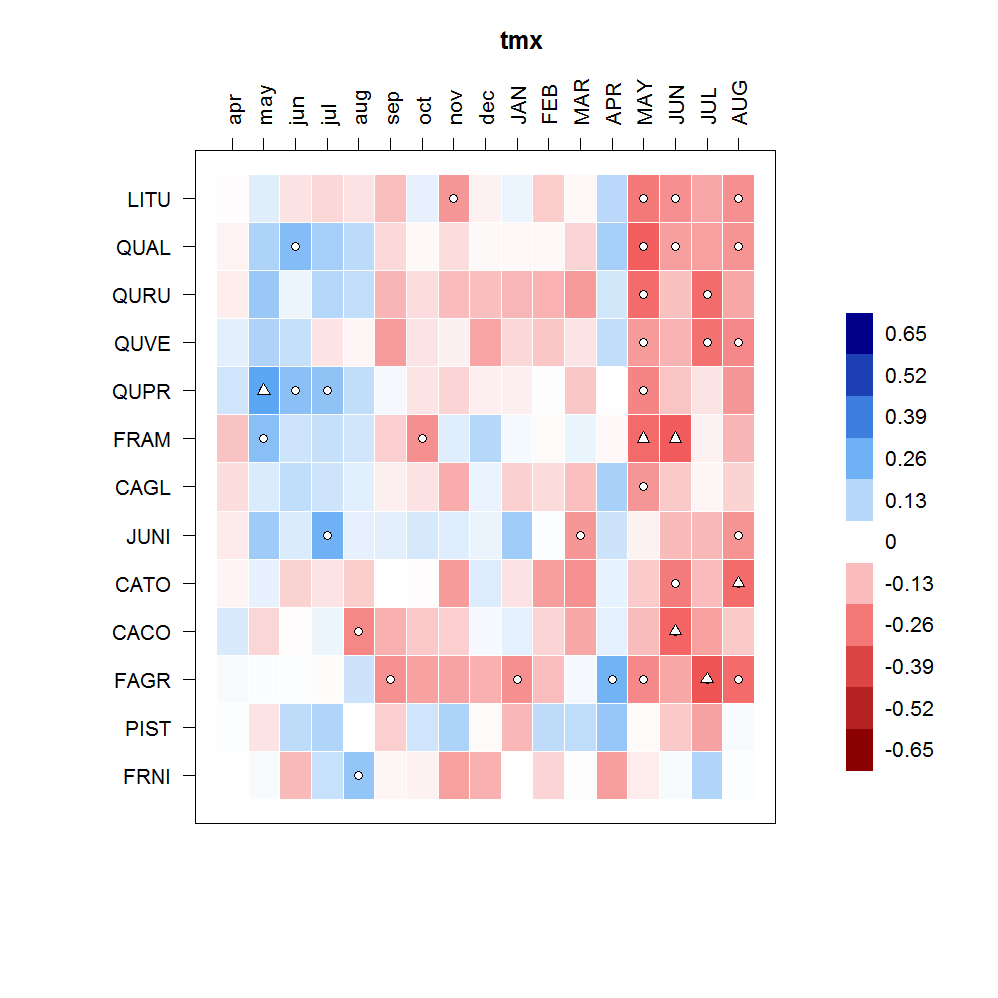 tmx
apr may jun jul aug sep oct nov dec JAN FEB MAR APR MAY JUN JUL AUG
LITU
QUAL
QURU
QUVE
QUPR
FRAM
CAGL
JUNI
CATO
CACO
FAGR
PIST
FRNI
0.65
0.52
0.39
0.26
0.13
0
-0.13
-0.26
-0.39
-0.52
-0.65